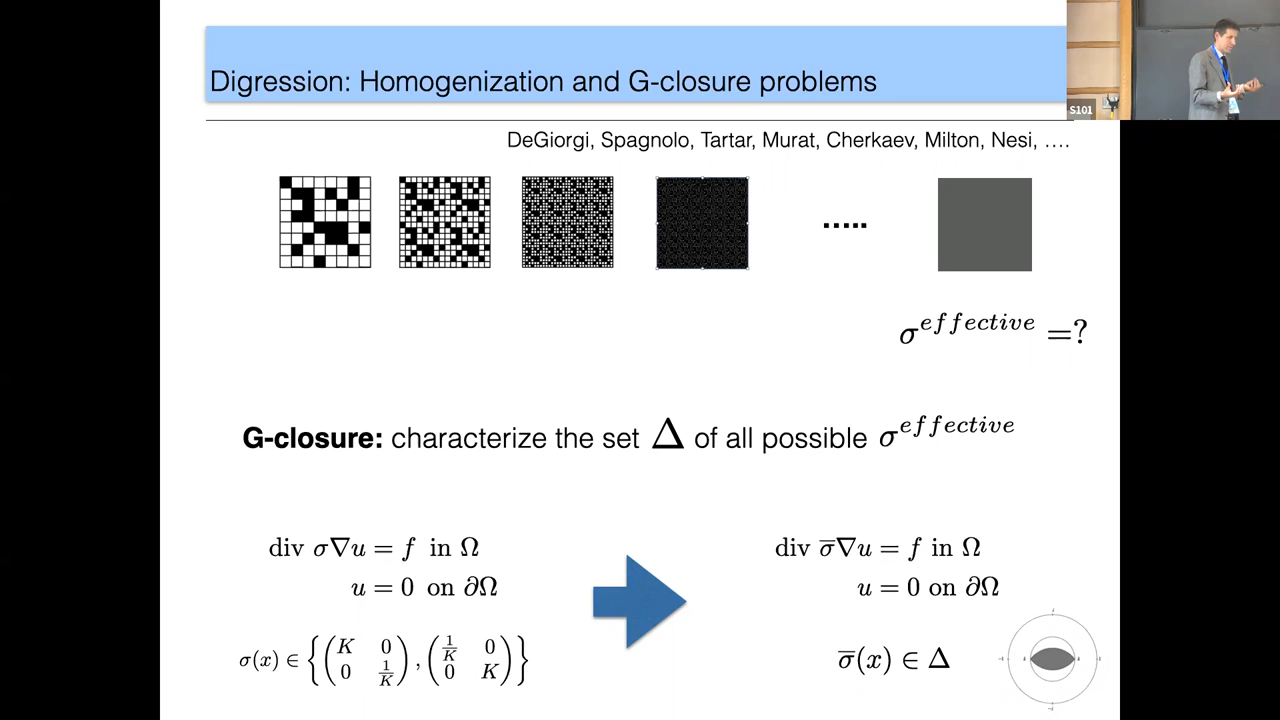 Digression: Homogenization and G-closure problems
S101
DeGiorgi, Spagnolo, Tartar, Murat, Cherkaev, Milton, Nesi, ....
.....
σ^{effective} =?
G-closure: characterize the set Δ of all possible σ^{effective}
div σ∇u = f in Ω
u = 0 on ∂Ω
σ(x) ∈ {(K 0 0 1/K), (1/K 0 0 K)}
div σ̅∇u = f in Ω
u = 0 on ∂Ω
σ̅(x) ∈ Δ